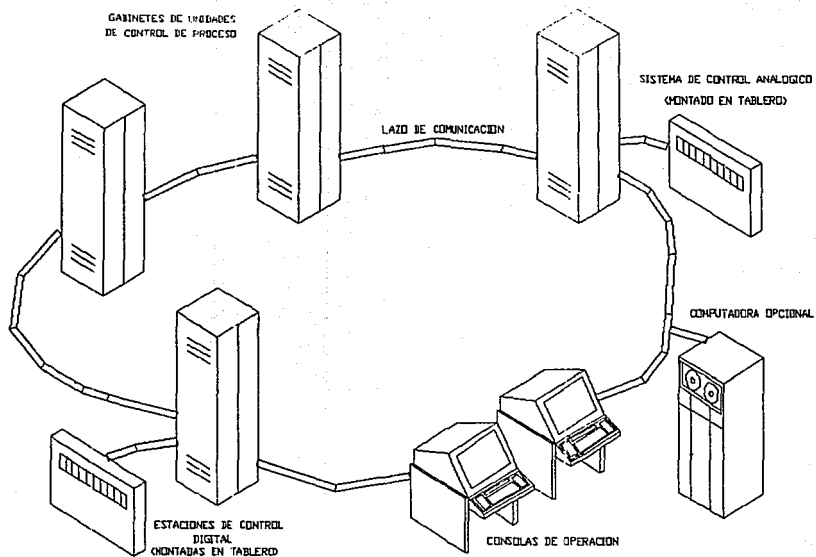 GABINETES DE UNIDADES
DE CONTROL DE PROCESO
SISTEMA DE CONTROL ANALOGICO
(MONTADO EN TABLERO)
LAZO DE COMUNICACION
COMPUTADORA OPCIONAL
ESTACIONES DE CONTROL
DIGITAL
(MONTADAS EN TABLERO)
CONSOLAS DE OPERACION